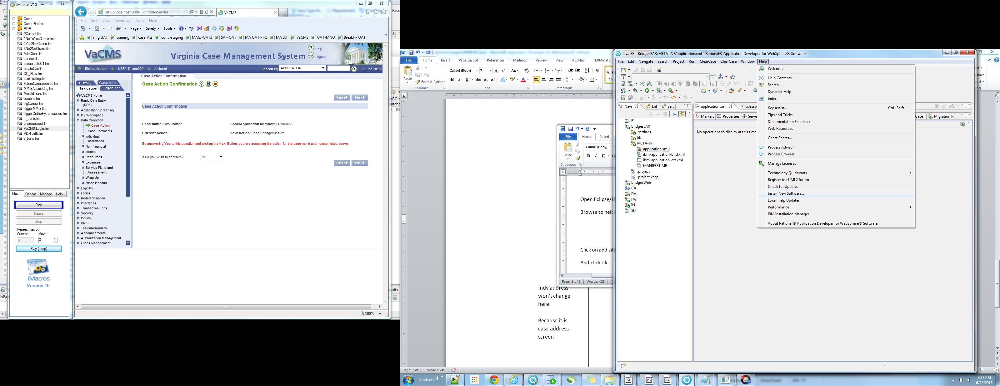 iMacros V10
Demo
Demo-Firefox
RDE
#Current.iim
1NoToYesCtrans.iim
2Yes2NoCtrans.iim
3No2NoCtrans.iim
AddClient.iim
bendex.iim
casecreateC1.iim
createCas.iim
DC_Flow.iim
edrsTesting.iim
FutureCanceldenied.iim
MMISAddrssChg.iim
MmisIdTrans.iim
screens.iim
trigCancel.iim
triggerMMIS.iim
triggerOntheFlytransaction.iim
T_trans.iim
unprocessed.iim
VaCMS Login.iim
VDH birth.iim
z_trans.iim
Play Record Manage Help
Play
Pause
Stop
Repeat macro:
Current: Max:
0 3
Play (Loop)
iMacros
Version 10
http://localhost:9080/ControllerServlet
VaCMS
File Edit View Favorites Tools Help
Page Safety Tools
mig UAT training case_Ass conv-staging MAGI-QAT3 SAF-QAT MA QAT PH1 MA SIT VaCMS UAT-MNO BreakFix QAT
VaCMS
Virginia Case Management System
Help
Logout
Rishabh Jain USER ID: xxx009 Amherst
Search By APPLICATION Go 22 June 2015
History Case info
Navigation Organizer
VaCMS Home
Rapid Data Entry
(RDE)
Application/Screening
My Workspace
Data Collection
Case Action
Case Comments
Individual
Information
Non Financial
Income
Resources
Expenses
Service Plans and
Assessment
Wrap Up
Miscellaneous
Eligibility
Forms
Redetermination
Interfaces
Transaction Logs
Security
Inquiry
DMIS
Tasks/Reminders
Announcements
Authorization Management
Funds Management
Case Action Confirmation
Case Action Confirmation
Reset Next
Case Action Confirmation
Case Name: Gxs,Brother Case/Application Number: 113083463
Current Action: New Action: Case Change/Closure
By answering Yes to this question and clicking the Next Button, you are accepting the action for the case name and number listed above.
*Do you wish to continue? NO
Reset Next
100%
File Home Insert Page Layout References Mailings Review View Add-Ins TERMinator
Paste
Cut
Copy
Format Painter
Clipboard
Calibri (Body) 7
Font
Paragraph
Indv address
won't change
here
Because it is
case address
screen
Page: 2 of 2 Words: 249
File Home Insert
Calibri (Body)
Paste
Clipboard
Browse to help
And click ok.
Page: 1 of 3 Words: 425
Java EE - BridgesEAR/META-INF/application.xml - Rational® Application Developer for WebSphere® Software
File Edit Navigate Search Project Run ClearCase ClearCase Window Help
Navi Ent Serv
BI
BridgesEAR
.settings
lib
META-INF
application.xml
ibm-application-bnd.xml
ibm-application-ext.xml
MANIFEST.MF
.project
.project.keep
bridgesWeb
CA
DA
FW
IN
SD
application.xml .classp
Markers Properties Serve
Case Migration R
No operations to display at this time
Welcome
Help Contents
Search
Dynamic Help
Index
Key Assist... Ctrl+Shift+L
Tips and Tricks...
Documentation Feedback
Web Resources
Cheat Sheets...
Process Advisor
Process Browser
Manage Licenses
Technology Quickstarts
Register to eUML2 forum
Check for Updates
Install New Software...
Local Help Updater
Performance
IBM Installation Manager
About Rational® Application Developer for WebSphere® Software
shortcuts
3:37 PM
6/22/2015